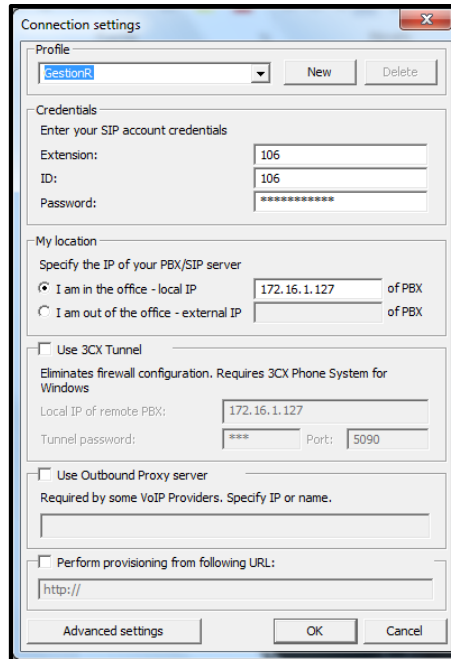 Connection settings
Profile
GestionR New Delete
Credentials
Enter your SIP account credentials
Extension: 106
ID: 106
Password: ***********
My location
Specify the IP of your PBX/SIP server
I am in the office - local IP 172.16.1.127 of PBX
I am out of the office - external IP of PBX
Use 3CX Tunnel
Eliminates firewall configuration. Requires 3CX Phone System for
Windows
Local IP of remote PBX: 172.16.1.127
Tunnel password: *** Port: 5090
Use Outbound Proxy server
Required by some VoIP Providers. Specify IP or name.
Perform provisioning from following URL:
http://
Advanced settings OK Cancel